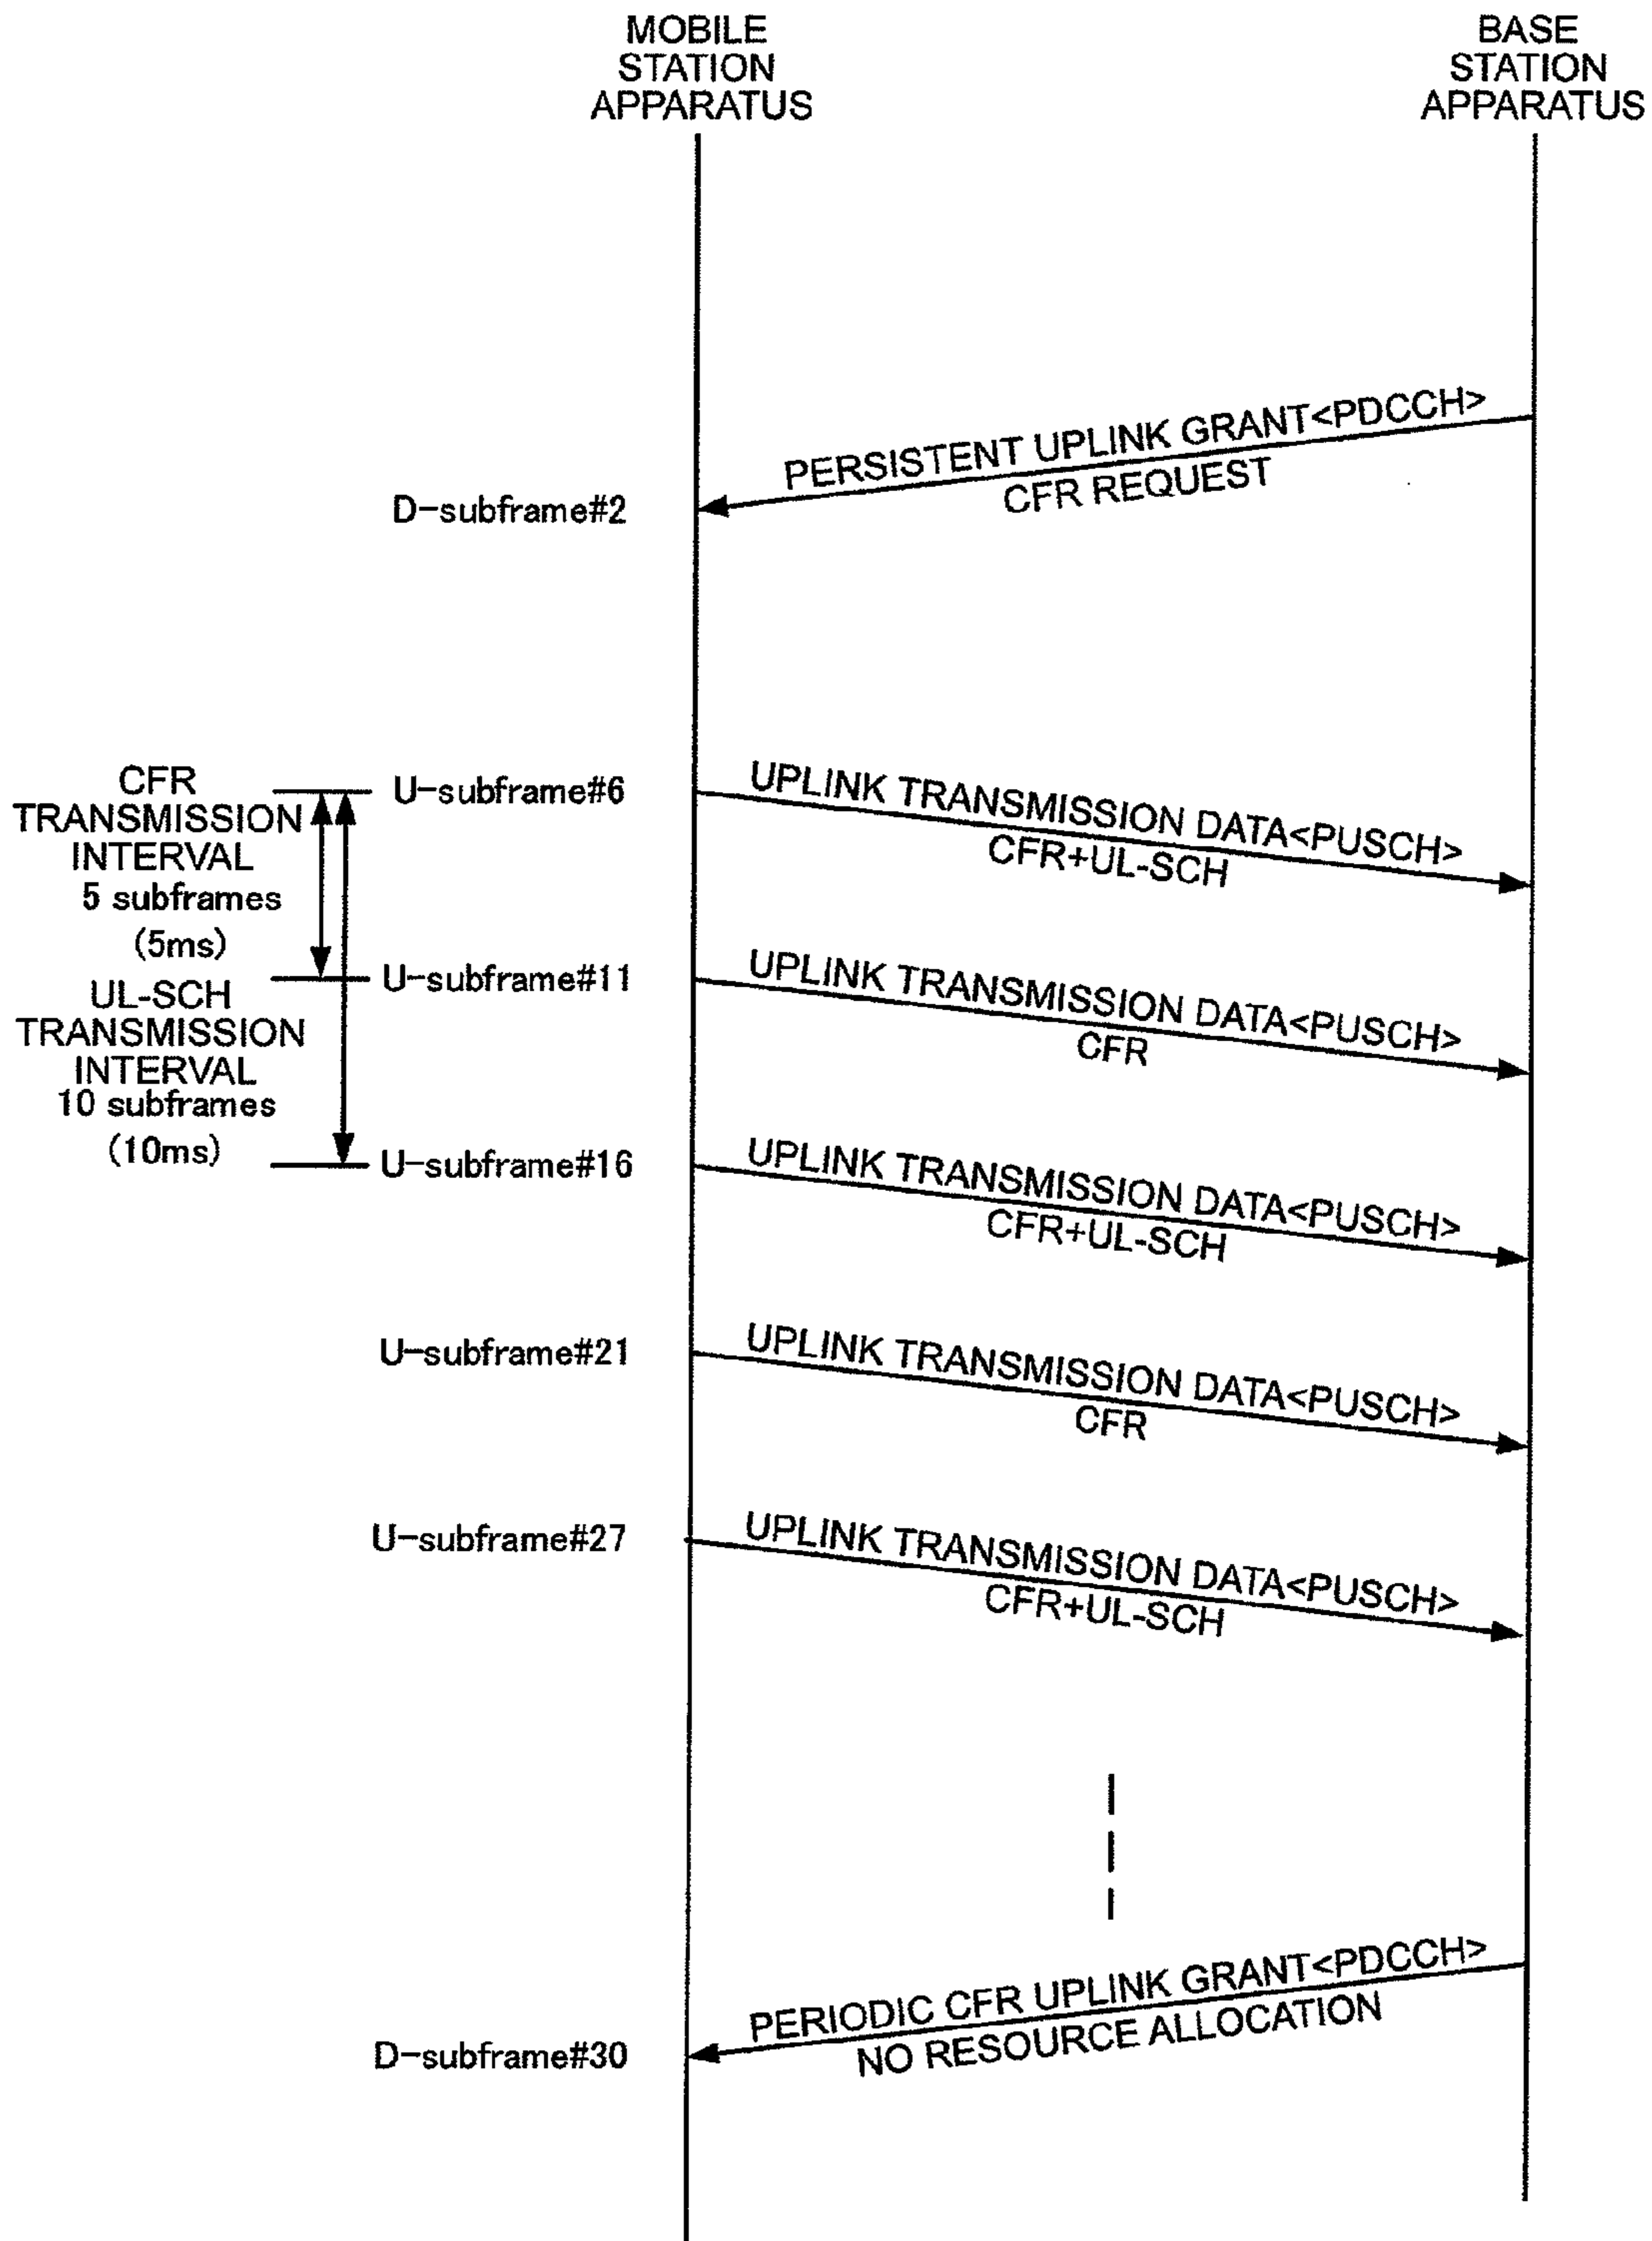 MOBILE
STATION
APPARATUS
BASE
STATION
APPARATUS
PERSISTENT UPLINK GRANT<PDCCH>
CFR REQUEST
D-subframe#2
CFR
TRANSMISSION
INTERVAL
5 subframes
(5ms)
U-subframe#6
UPLINK TRANSMISSION DATA<PUSCH>
CFR+UL-SCH
UL-SCH
TRANSMISSION
INTERVAL
10 subframes
(10ms)
U-subframe#11
UPLINK TRANSMISSION DATA<PUSCH>
CFR
U-subframe#16
UPLINK TRANSMISSION DATA<PUSCH>
CFR+UL-SCH
U-subframe#21
UPLINK TRANSMISSION DATA<PUSCH>
CFR
U-subframe#27
UPLINK TRANSMISSION DATA<PUSCH>
CFR+UL-SCH
PERIODIC CFR UPLINK GRANT<PDCCH>
NO RESOURCE ALLOCATION
D-subframe#30